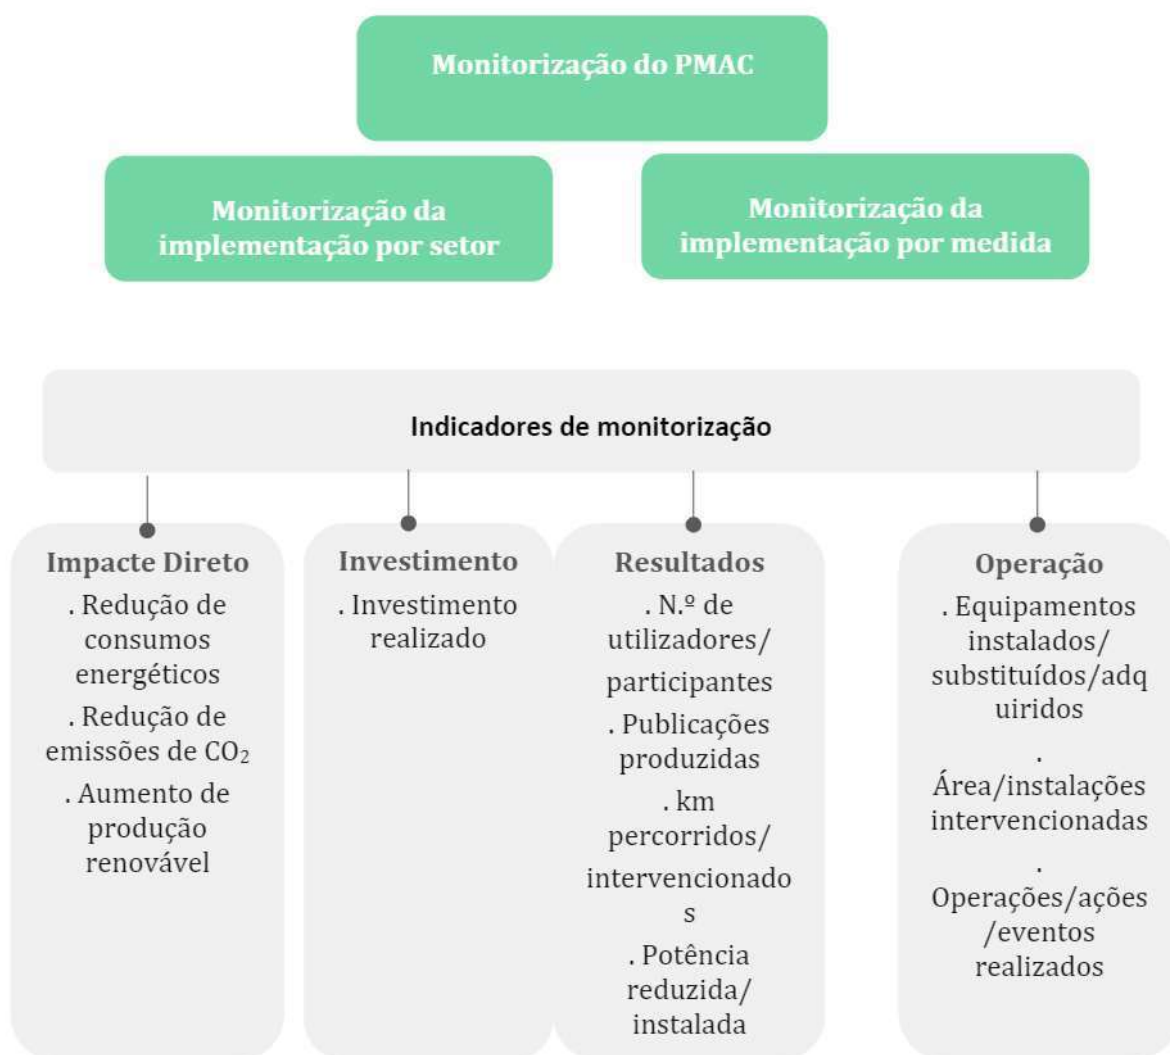 Monitorização do PMAC
Monitorização da
implementação por setor
Monitorização da
implementação por medida
Indicadores de monitorização
Impacte Direto
. Redução de
consumos
energéticos
. Redução de
emissões de CO₂
. Aumento de
produção
renovável
Investimento
. Investimento
realizado
Resultados
. N.º de
utilizadores/
participantes
. Publicações
produzidas
. km
percorridos/
intervencionado
s
. Potência
reduzida/
instalada
Operação
. Equipamentos
instalados/
substituídos/adq
uiridos
.
Área/instalações
intervencionadas
.
Operações/ações
/eventos
realizados